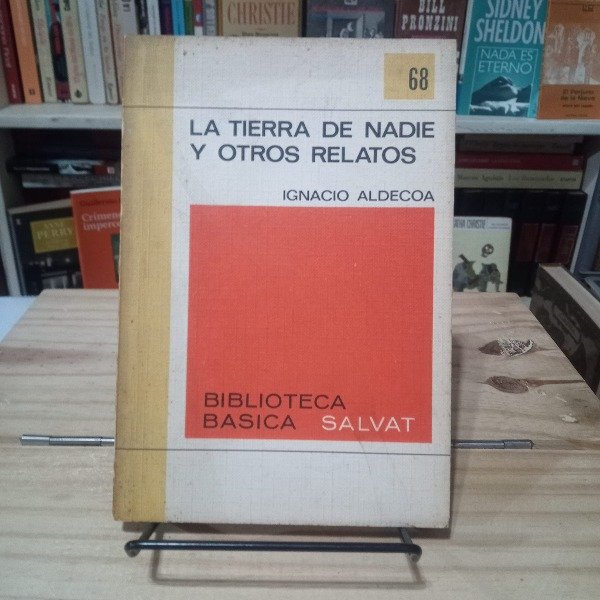 CHRISTIE
BILL
PRONZINI
SIDNEY
SHELDON
NADA ES
ETERNO
68
LA TIERRA DE NADIE
Y OTROS RELATOS
IGNACIO ALDECOA
PERRY
BIBLIOTECA
BASICA SALVAT